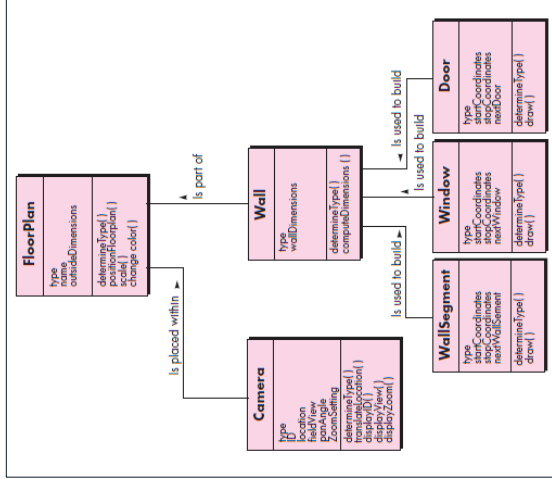 FloorPlan
type
name
outsideDimensions
determineType( )
positionFloorplan( )
scale( )
change color( )
Is placed within
Is part of
Camera
type
ID
location
fieldView
panAngle
ZoomSetting
determineType( )
translateLocation( )
displayID( )
displayView( )
displayZoom( )
Wall
type
wallDimensions
determineType( )
computeDimensions ( )
Is used to build
Is used to build
Is used to build
WallSegment
type
startCoordinates
stopCoordinates
nextWallSement
determineType( )
draw( )
Window
type
startCoordinates
stopCoordinates
nextWindow
determineType( )
draw( )
Door
type
startCoordinates
stopCoordinates
nextDoor
determineType( )
draw( )